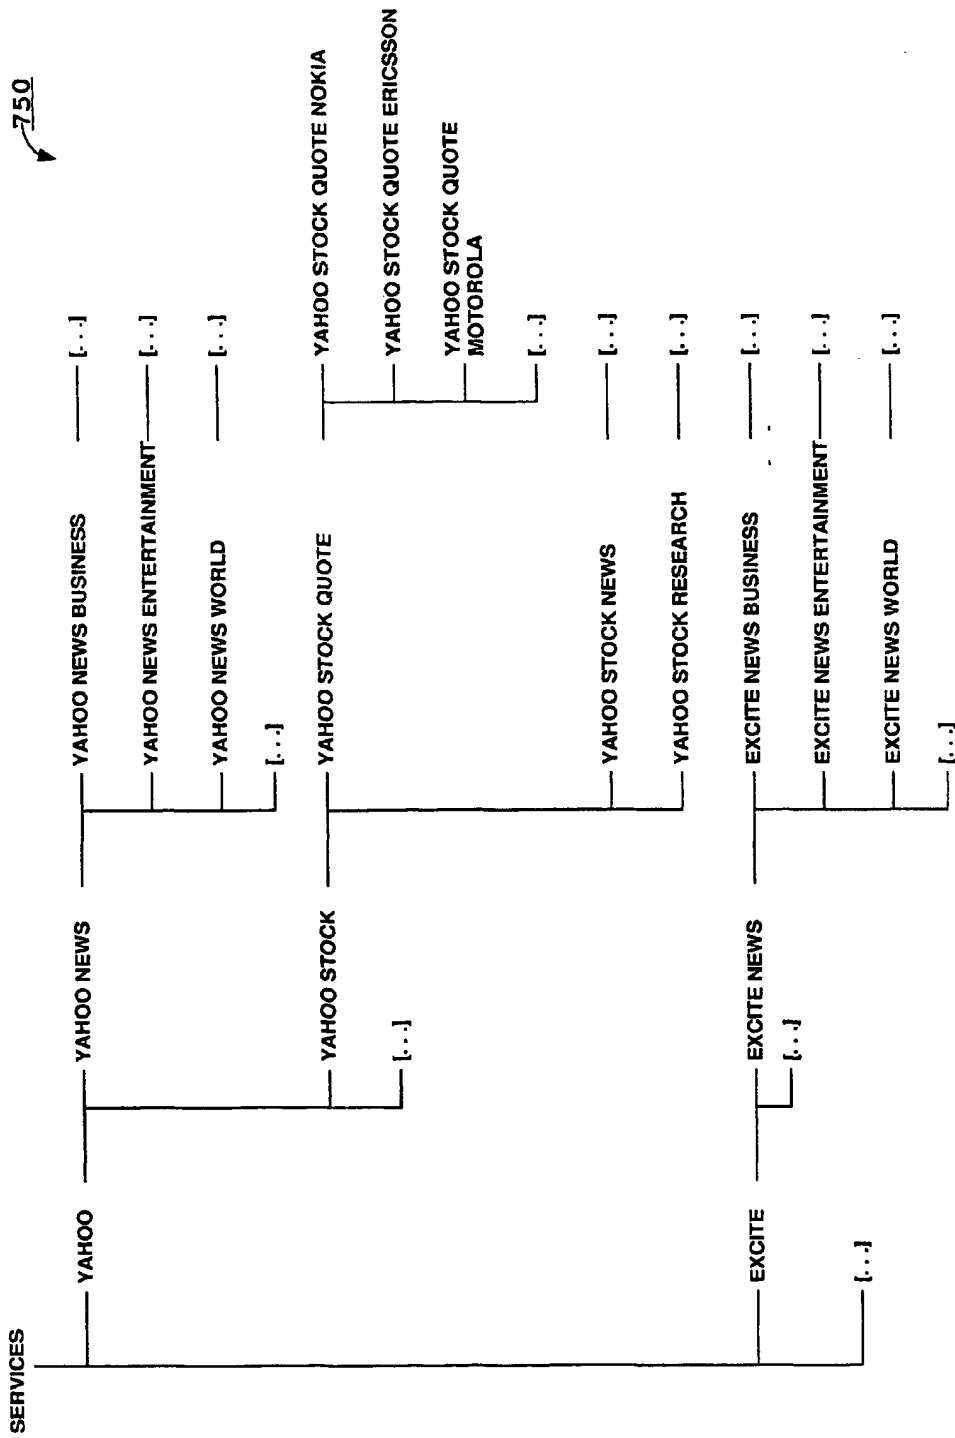 750
SERVICES
YAHOO
YAHOO NEWS
YAHOO NEWS BUSINESS
[...]
YAHOO NEWS ENTERTAINMENT
[...]
YAHOO NEWS WORLD
[...]
[...]
YAHOO STOCK
YAHOO STOCK QUOTE
YAHOO STOCK QUOTE NOKIA
YAHOO STOCK QUOTE ERICSSON
YAHOO STOCK QUOTE
MOTOROLA
[...]
[...]
YAHOO STOCK NEWS
[...]
YAHOO STOCK RESEARCH
[...]
EXCITE
EXCITE NEWS
EXCITE NEWS BUSINESS
[...]
[...]
EXCITE NEWS ENTERTAINMENT
[...]
[...]
EXCITE NEWS WORLD
[...]
[...]